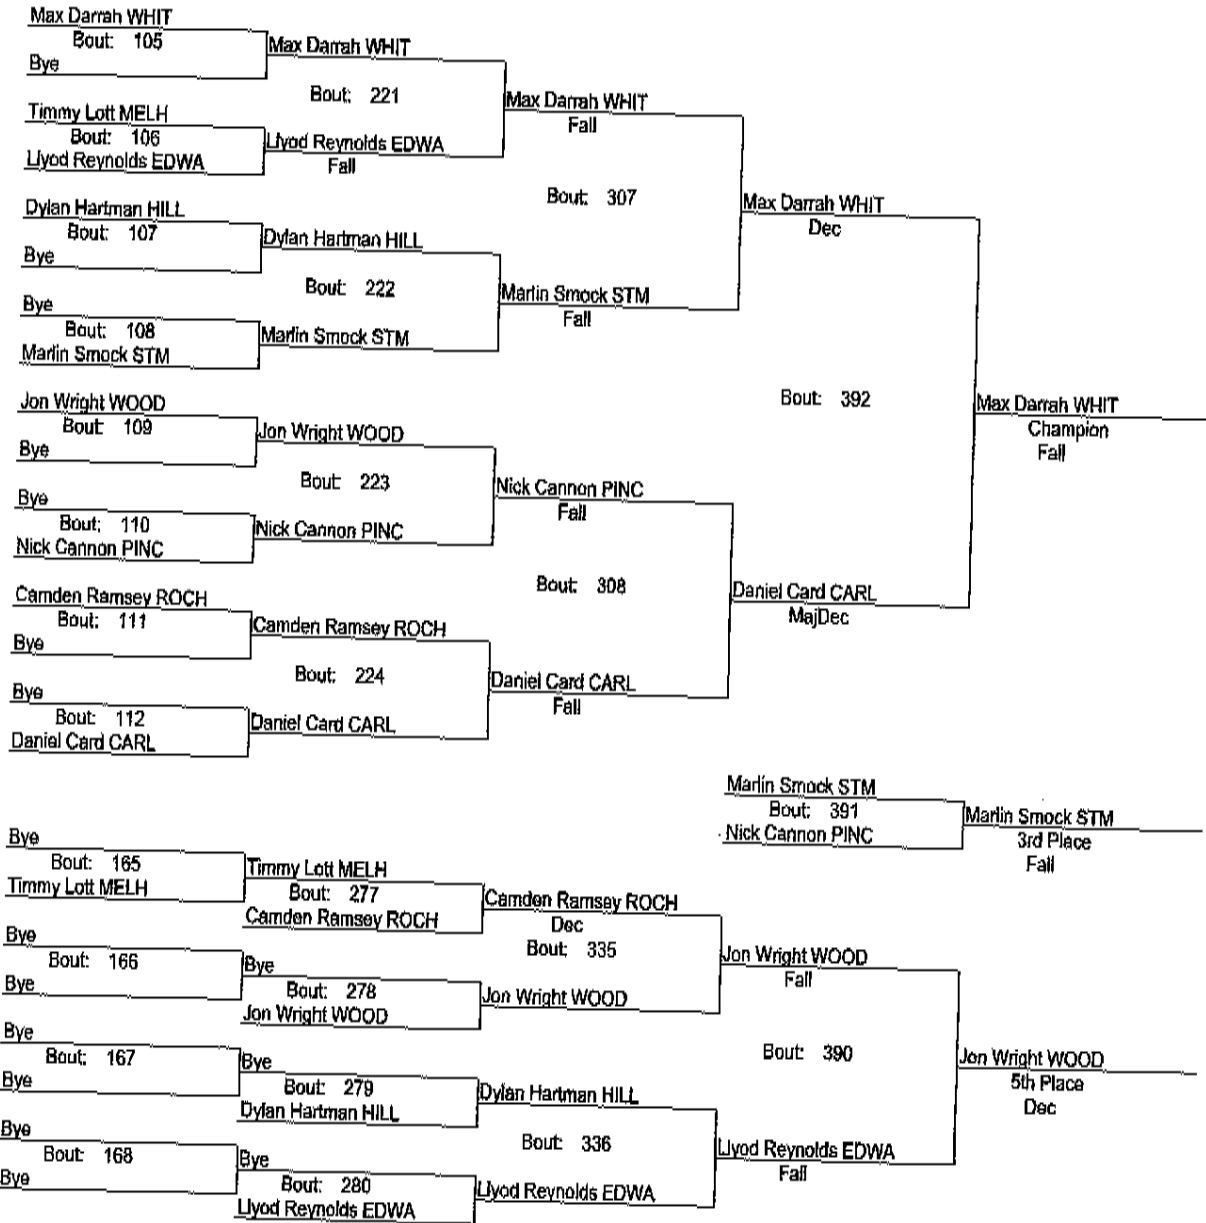 Max Darrah WHIT
Bout: 105
Bye
Max Darrah WHIT
Bout: 221
Timmy Lott MELH
Bout: 106
Llyod Reynolds EDWA
Llyod Reynolds EDWA
Fall
Max Darrah WHIT
Fall
Bout: 307
Dylan Hartman HILL
Bout: 107
Bye
Dylan Hartman HILL
Bout: 222
Bye
Bout: 108
Marlin Smock STM
Marlin Smock STM
Marlin Smock STM
Fall
Max Darrah WHIT
Dec
Bout: 392
Jon Wright WOOD
Bout: 109
Bye
Jon Wright WOOD
Bout: 223
Bye
Bout: 110
Nick Cannon PINC
Nick Cannon PINC
Nick Cannon PINC
Fall
Bout: 308
Camden Ramsey ROCH
Bout: 111
Bye
Camden Ramsey ROCH
Bout: 224
Bye
Bout: 112
Daniel Card CARL
Daniel Card CARL
Daniel Card CARL
Fall
Daniel Card CARL
MajDec
Max Darrah WHIT
Champion
Fall
Marlin Smock STM
Bout: 391
Nick Cannon PINC
Marlin Smock STM
3rd Place
Fall
Bye
Bout: 165
Timmy Lott MELH
Timmy Lott MELH
Bout: 277
Camden Ramsey ROCH
Camden Ramsey ROCH
Dec
Bout: 335
Bye
Bout: 166
Bye
Bye
Bout: 278
Jon Wright WOOD
Jon Wright WOOD
Jon Wright WOOD
Fall
Bout: 390
Bye
Bout: 167
Bye
Bye
Bout: 279
Dylan Hartman HILL
Dylan Hartman HILL
Bout: 336
Bye
Bout: 168
Bye
Bye
Bout: 280
Llyod Reynolds EDWA
Llyod Reynolds EDWA
Llyod Reynolds EDWA
Fall
Jon Wright WOOD
5th Place
Dec